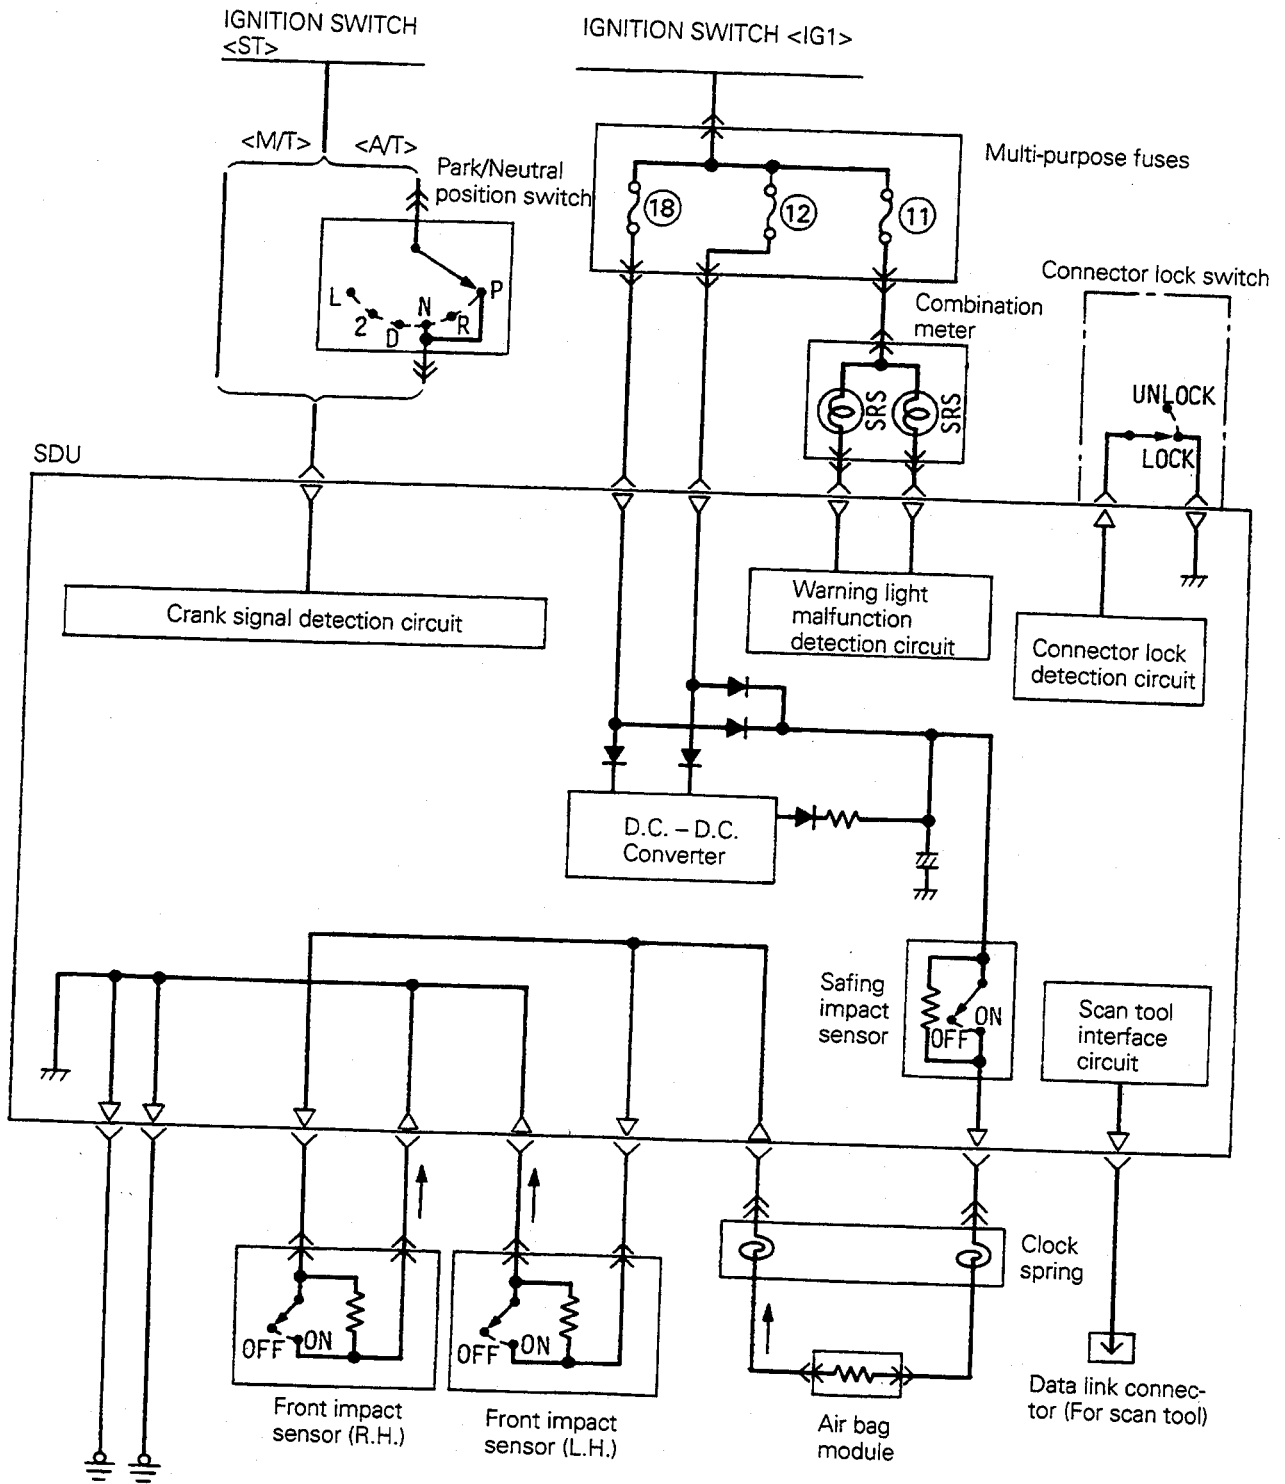 IGNITION SWITCH
<ST>
IGNITION SWITCH <IG1>
<M/T>
<A/T>
Park/Neutral
position switch
Multi-purpose fuses
18
12
11
L
2
D
N
R
P
Connector lock switch
Combination
meter
SRS
SRS
UNLOCK
LOCK
SDU
Crank signal detection circuit
Warning light
malfunction
detection circuit
Connector lock
detection circuit
D.C. – D.C.
Converter
Safing
impact
sensor
ON
OFF
Scan tool
interface
circuit
OFF
ON
OFF
ON
Clock
spring
Front impact
sensor (R.H.)
Front impact
sensor (L.H.)
Air bag
module
Data link connec-
tor (For scan tool)